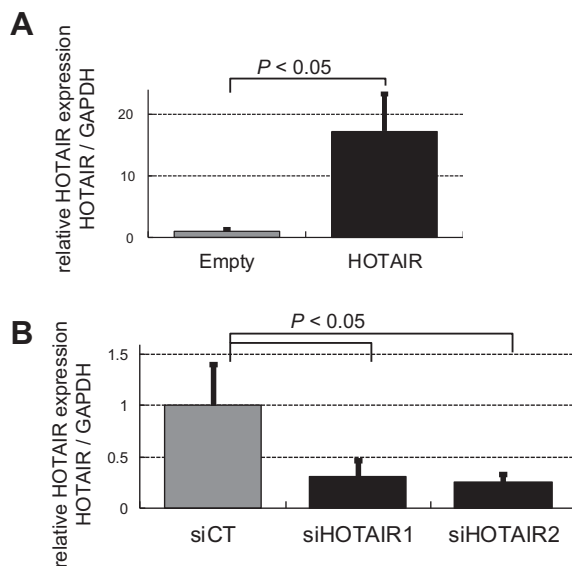 A
relative HOTAIR expression
HOTAIR / GAPDH
P < 0.05
20
10
0
Empty HOTAIR
B
relative HOTAIR expression
HOTAIR / GAPDH
P < 0.05
1.5
1
0.5
0
siCT siHOTAIR1 siHOTAIR2